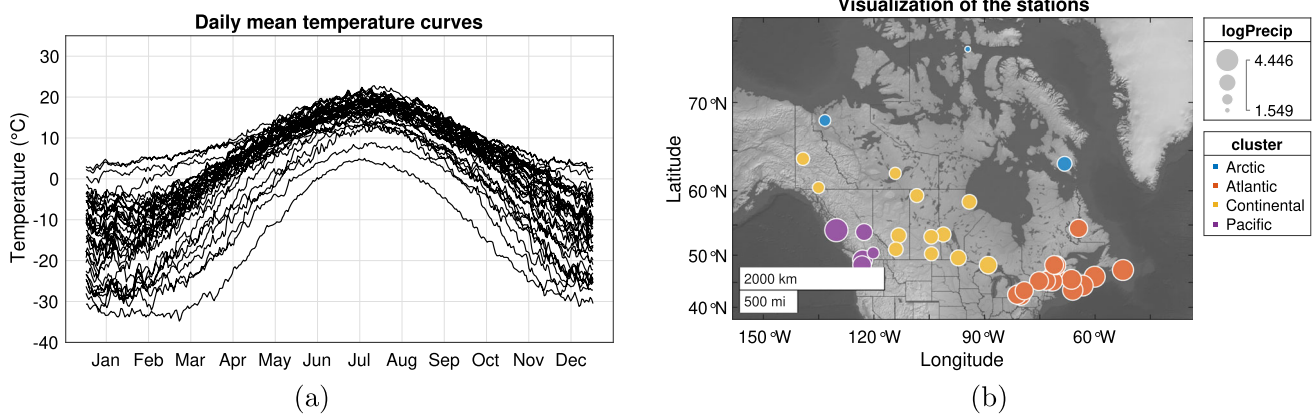 Daily mean temperature curves
30
20
10
0
-10
-20
-30
-40
Temperature (°C)
Jan Feb Mar Apr May Jun Jul Aug Sep Oct Nov Dec
(a)
Visualization of the stations
70°N
60°N
50°N
40°N
Latitude
2000 km
500 mi
150°W 120°W 90°W 60°W
Longitude
logPrecip
4.446
1.549
cluster
Arctic
Atlantic
Continental
Pacific
(b)